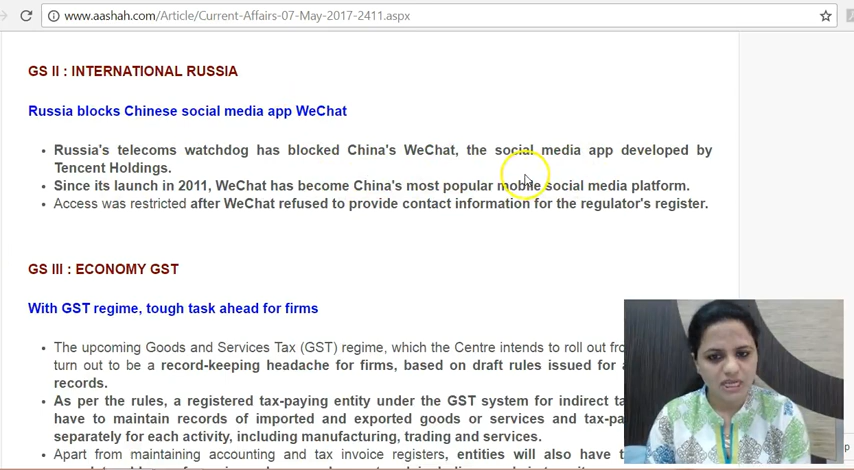 www.aashah.com/Article/Current-Affairs-07-May-2017-2411.aspx
GS II : INTERNATIONAL RUSSIA
Russia blocks Chinese social media app WeChat
• Russia's telecoms watchdog has blocked China's WeChat, the social media app developed by
Tencent Holdings.
• Since its launch in 2011, WeChat has become China's most popular mobile social media platform.
• Access was restricted after WeChat refused to provide contact information for the regulator's register.
GS III : ECONOMY GST
With GST regime, tough task ahead for firms
• The upcoming Goods and Services Tax (GST) regime, which the Centre intends to roll out
turn out to be a record-keeping headache for firms, based on draft rules issued for
records.
• As per the rules, a registered tax-paying entity under the GST system for indirect
have to maintain records of imported and exported goods or services and
separately for each activity, including manufacturing, trading and services.
• Apart from maintaining accounting and tax invoice registers, entities will also have